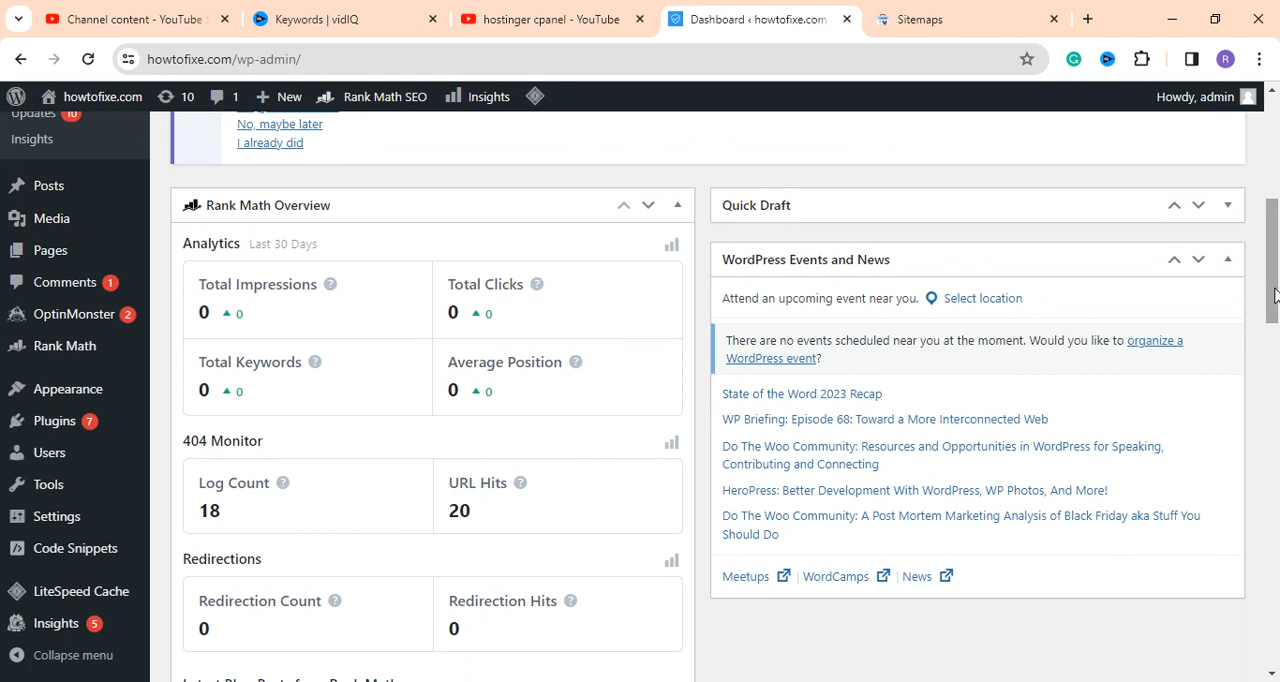 Channel content - YouTube
Keywords | vidIQ
hostinger cpanel - YouTube
Dashboard ‹ howtofixe.com
Sitemaps
howtofixe.com/wp-admin/
R
howtofixe.com
10
1
New
Rank Math SEO
Insights
Howdy, admin
Updates 10
Insights
Posts
Media
Pages
Comments 1
OptinMonster 2
Rank Math
Appearance
Plugins 7
Users
Tools
Settings
Code Snippets
LiteSpeed Cache
Insights 5
Collapse menu
No, maybe later
I already did
Rank Math Overview
Analytics Last 30 Days
Total Impressions
0 0
Total Clicks
0 0
Total Keywords
0 0
Average Position
0 0
404 Monitor
Log Count
18
URL Hits
20
Redirections
Redirection Count
0
Redirection Hits
0
Quick Draft
WordPress Events and News
Attend an upcoming event near you. Select location
There are no events scheduled near you at the moment. Would you like to organize a
WordPress event?
State of the Word 2023 Recap
WP Briefing: Episode 68: Toward a More Interconnected Web
Do The Woo Community: Resources and Opportunities in WordPress for Speaking,
Contributing and Connecting
HeroPress: Better Development With WordPress, WP Photos, And More!
Do The Woo Community: A Post Mortem Marketing Analysis of Black Friday aka Stuff You
Should Do
Meetups | WordCamps | News